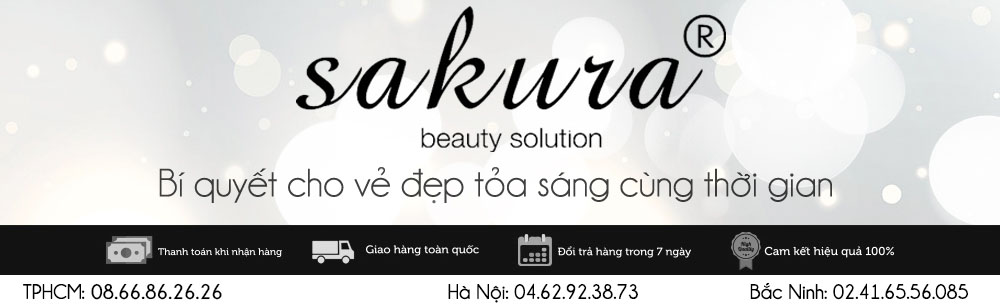 sakura®
beauty solution
Bí quyết cho vẻ đẹp tỏa sáng cùng thời gian
Thanh toán khi nhận hàng Giao hàng toàn quốc Đổi trả hàng trong 7 ngày High Quality Cam kết hiệu quả 100%
TPHCM: 08.66.86.26.26 Hà Nội: 04.62.92.38.73 Bắc Ninh: 02.41.65.56.085